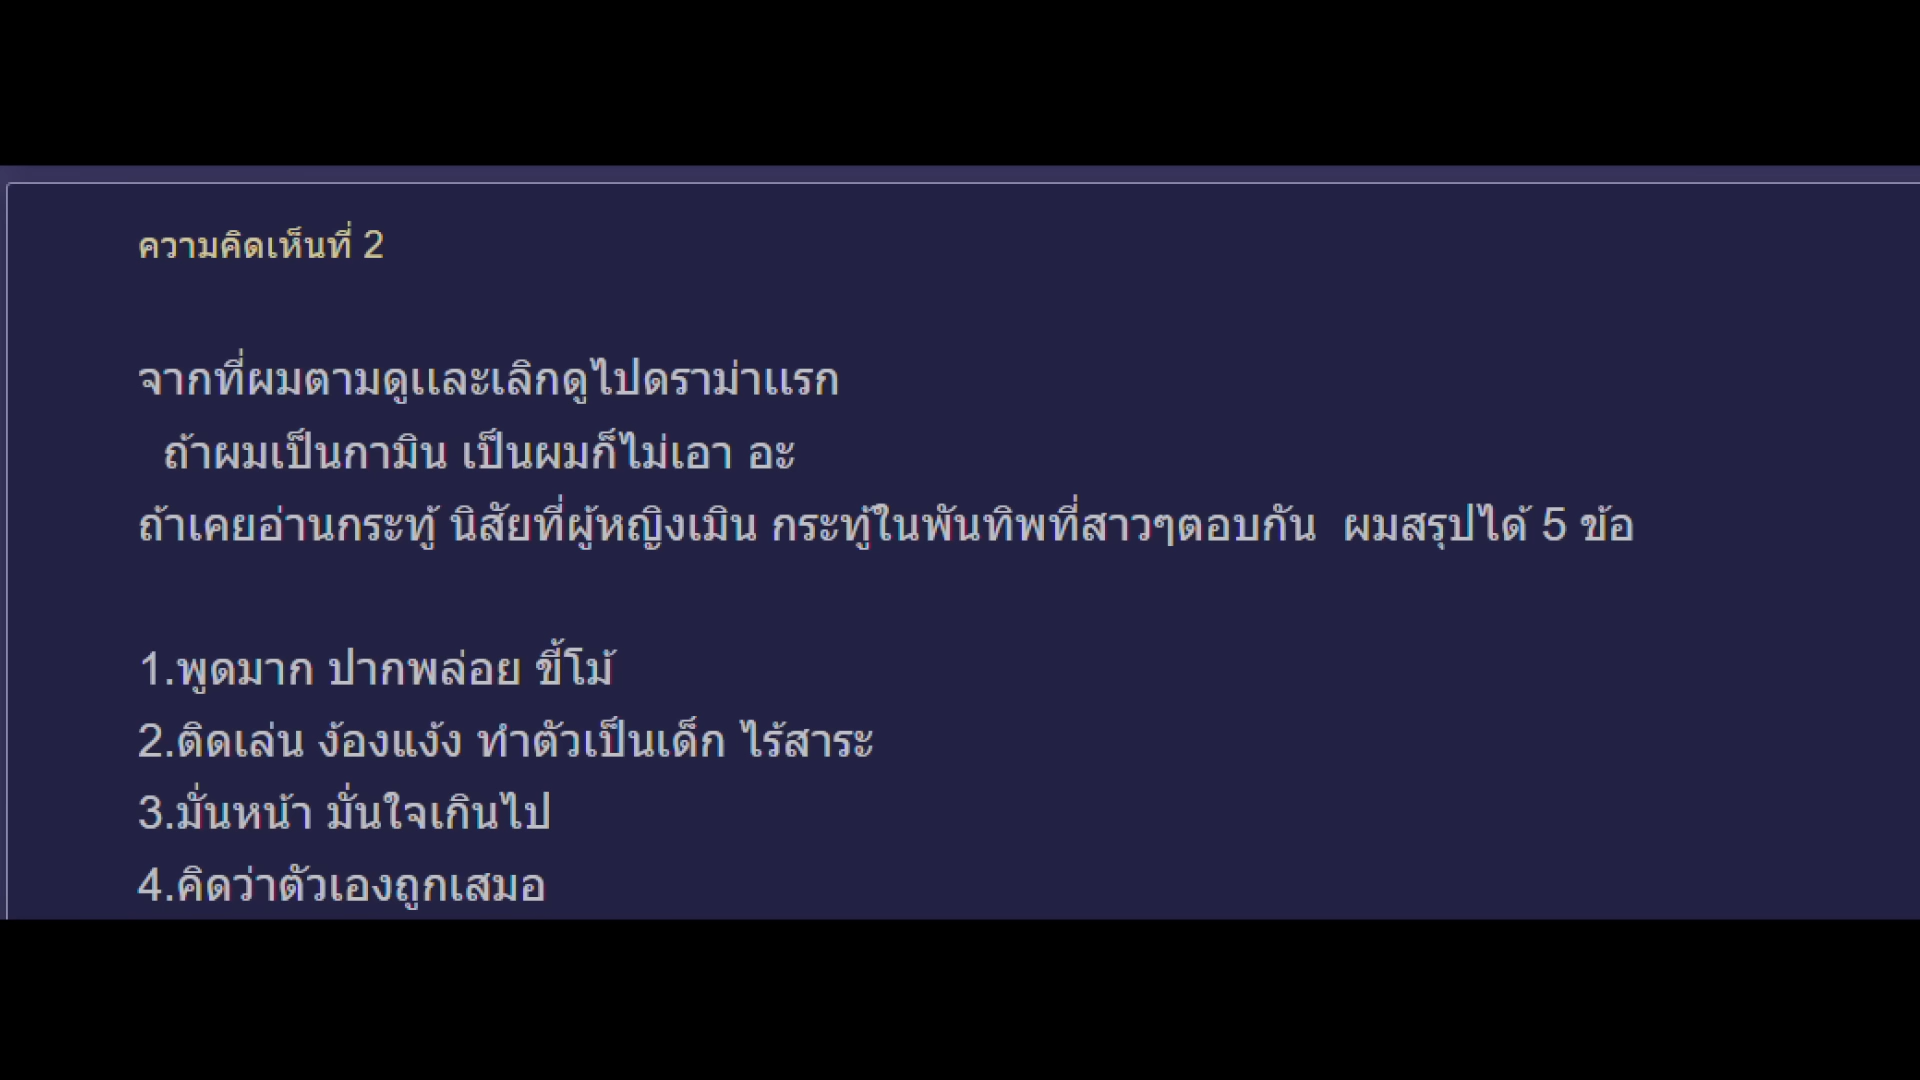 ความคิดเห็นที่ 2
จากที่ผมตามดูและเลิกดูไปดราม่าแรก
ถ้าผมเป็นกามิน เป็นผมก็ไม่เอา อะ
ถ้าเคยอ่านกระทู้ นิสัยที่ผู้หญิงเมิน กระทู้ในพันทิพที่สาวๆตอบกัน ผมสรุปได้ 5 ข้อ
1.พูดมาก ปากพล่อย ขี้โม้
2.ติดเล่น ง้องแง้ง ทำตัวเป็นเด็ก ไร้สาระ
3.มั่นหน้า มั่นใจเกินไป
4.คิดว่าตัวเองถูกเสมอ